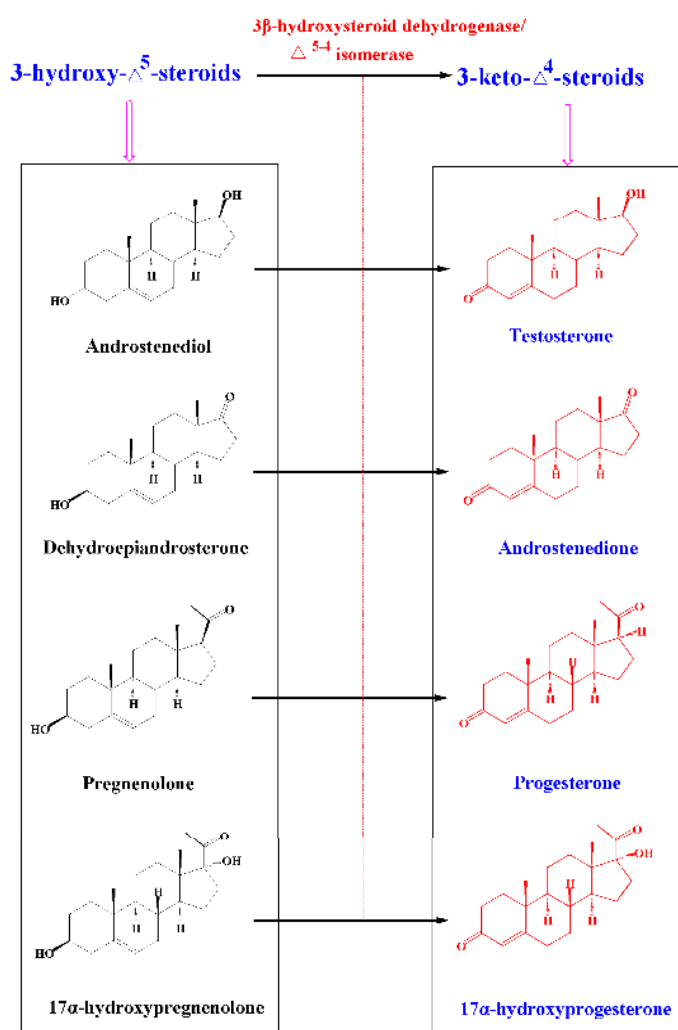 3β-hydroxysteroid dehydrogenase/
△ 5-4 isomerase
3-hydroxy-△5-steroids
3-keto-△4-steroids
OH
H
H
HO
Androstenediol
OH
H
H
O
Testosterone
O
H
H
HO
Dehydroepiandrosterone
O
H
H
O
Androstenedione
O
H
H
HO
Pregnenolone
O
H
H
H
H
O
Progesterone
O
OH
H
H
H
HO
17α-hydroxypregnenolone
O
OH
H
H
H
O
17α-hydroxyprogesterone